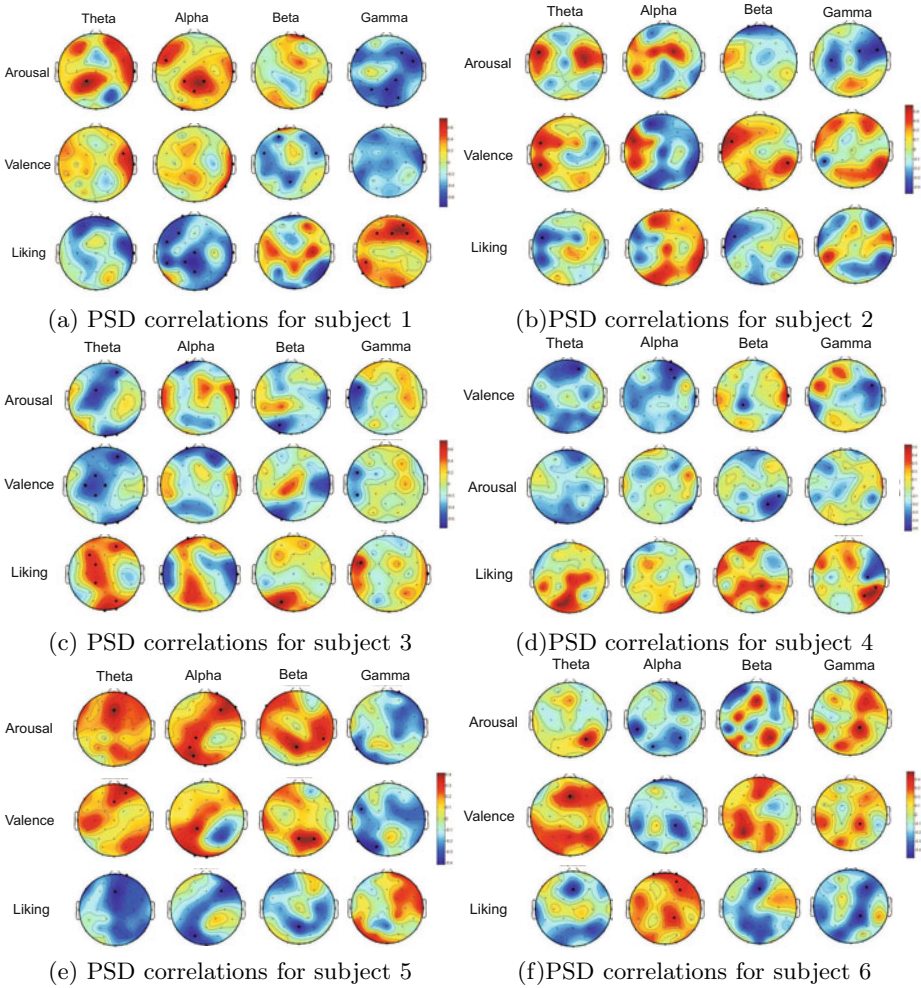 Theta Alpha Beta Gamma
Arousal
Valence
Liking
(a) PSD correlations for subject 1
Theta Alpha Beta Gamma
Arousal
Valence
Liking
(b)PSD correlations for subject 2
Theta Alpha Beta Gamma
Arousal
Valence
Liking
(c) PSD correlations for subject 3
Theta Alpha Beta Gamma
Valence
Arousal
Liking
(d)PSD correlations for subject 4
Theta Alpha Beta Gamma
Arousal
Valence
Liking
(e) PSD correlations for subject 5
Theta Alpha Beta Gamma
Arousal
Valence
Liking
(f)PSD correlations for subject 6